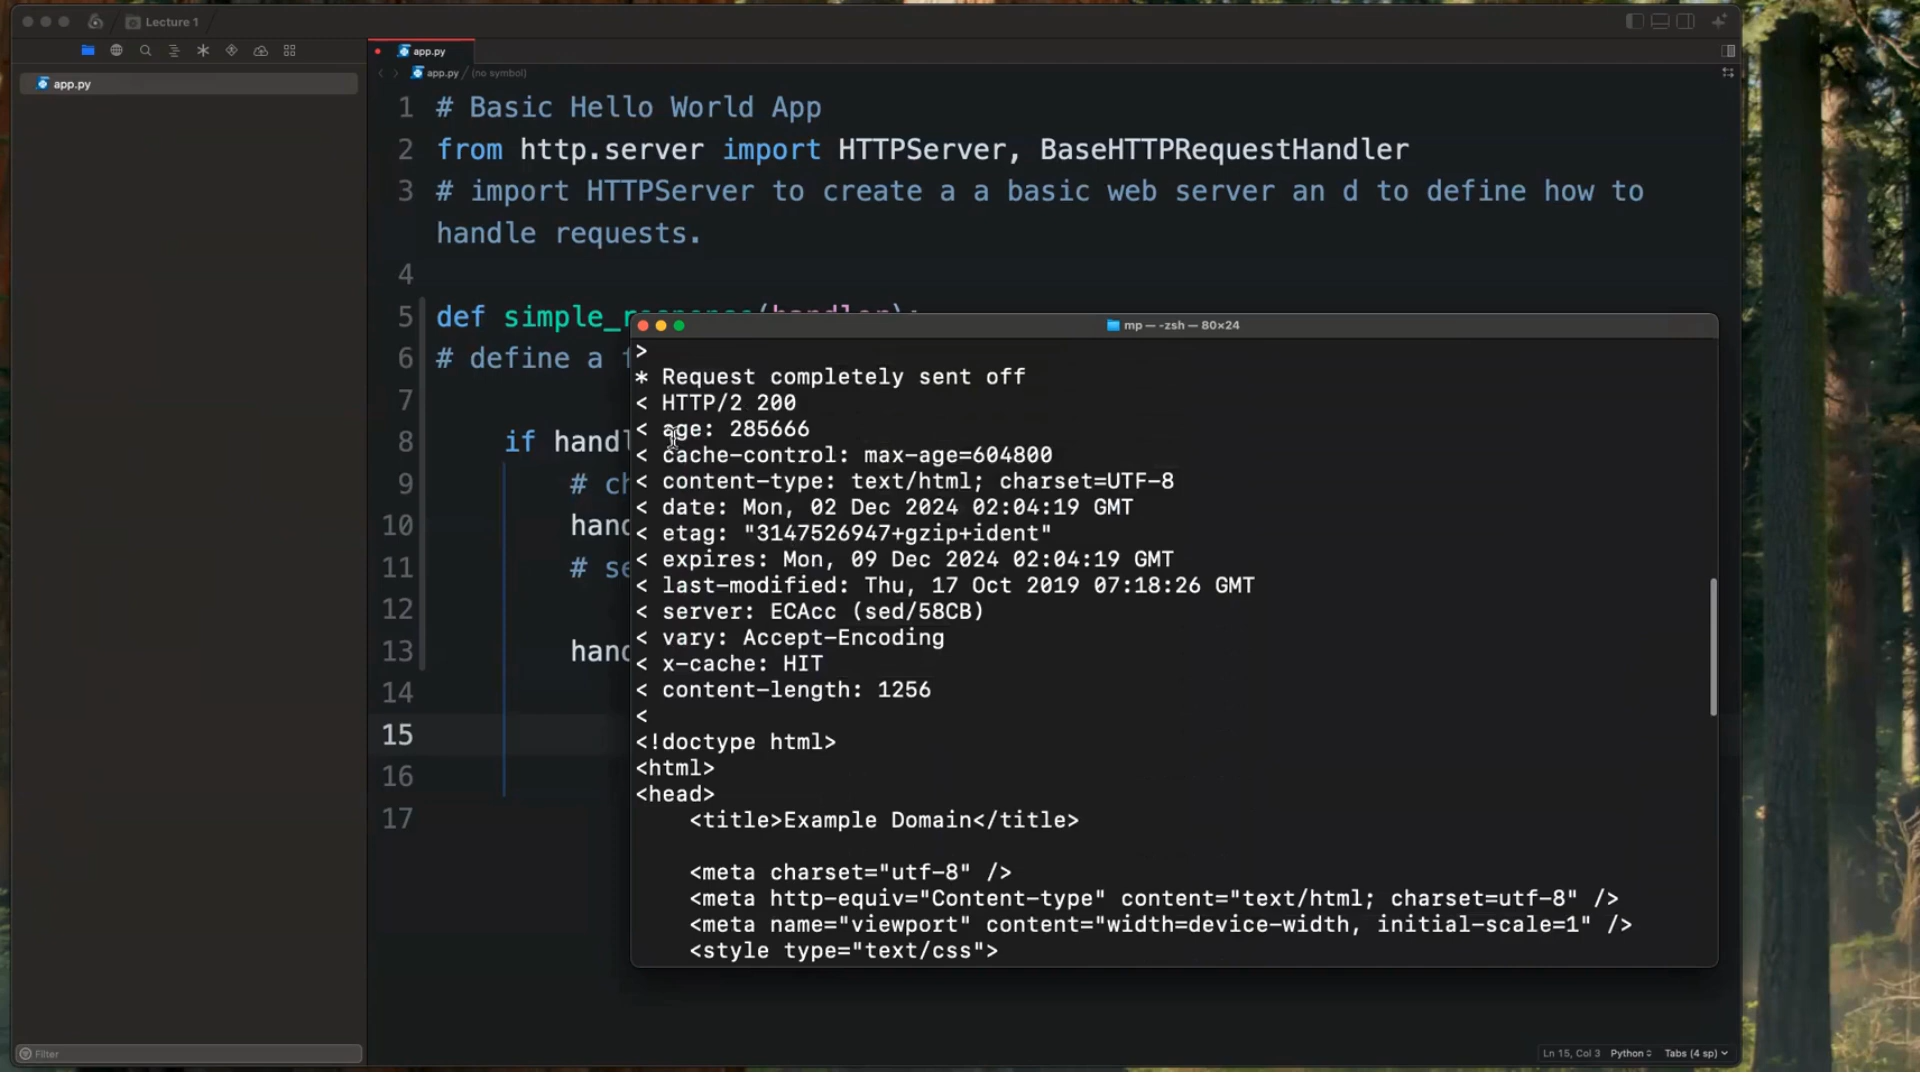 Lecture 1
app.py
app.py
app.py / (no symbol)
1 # Basic Hello World App
2 from http.server import HTTPServer, BaseHTTPRequestHandler
3 # import HTTPServer to create a a basic web server an d to define how to
handle requests.
4
5 def simple_response(handler):
6 # define a f
7
8 if handl
9 # ch
10 hand
11 # se
12
13 hand
14
15
16
17
mp — -zsh — 80×24
>
* Request completely sent off
< HTTP/2 200
< age: 285666
< cache-control: max-age=604800
< content-type: text/html; charset=UTF-8
< date: Mon, 02 Dec 2024 02:04:19 GMT
< etag: "3147526947+gzip+ident"
< expires: Mon, 09 Dec 2024 02:04:19 GMT
< last-modified: Thu, 17 Oct 2019 07:18:26 GMT
< server: ECAcc (sed/58CB)
< vary: Accept-Encoding
< x-cache: HIT
< content-length: 1256
<
<!doctype html>
<html>
<head>
<title>Example Domain</title>
<meta charset="utf-8" />
<meta http-equiv="Content-type" content="text/html; charset=utf-8" />
<meta name="viewport" content="width=device-width, initial-scale=1" />
<style type="text/css">
Filter
Ln 15, Col 3 Python Tabs (4 sp)